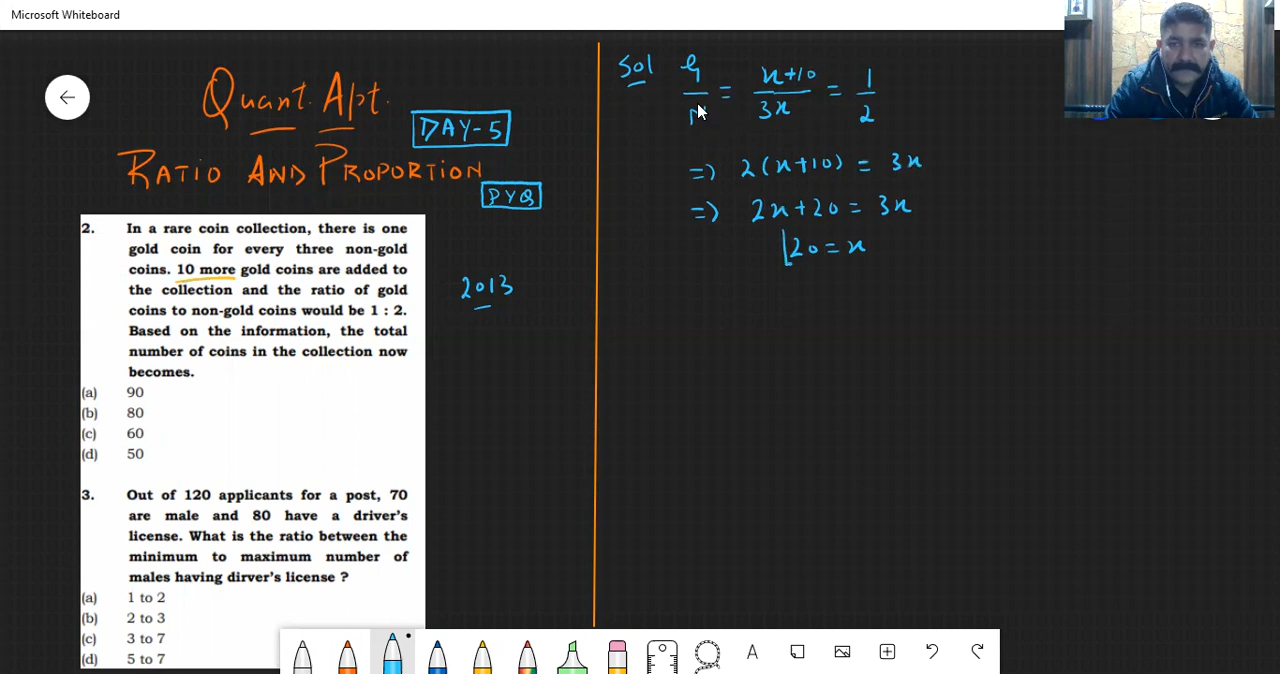 Microsoft Whiteboard
Quant. Apt.
DAY-5
RATIO AND PROPORTION
PYQ
2. In a rare coin collection, there is one
gold coin for every three non-gold
coins. 10 more gold coins are added to
the collection and the ratio of gold
coins to non-gold coins would be 1 : 2.
Based on the information, the total
number of coins in the collection now
becomes.
(a) 90
(b) 80
(c) 60
(d) 50
2013
3. Out of 120 applicants for a post, 70
are male and 80 have a driver's
license. What is the ratio between the
minimum to maximum number of
males having dirver's license ?
(a) 1 to 2
(b) 2 to 3
(c) 3 to 7
(d) 5 to 7
Sol G/N = x+10/3x = 1/2
=> 2(x+10) = 3x
=> 2x+20 = 3x
20 = x
A